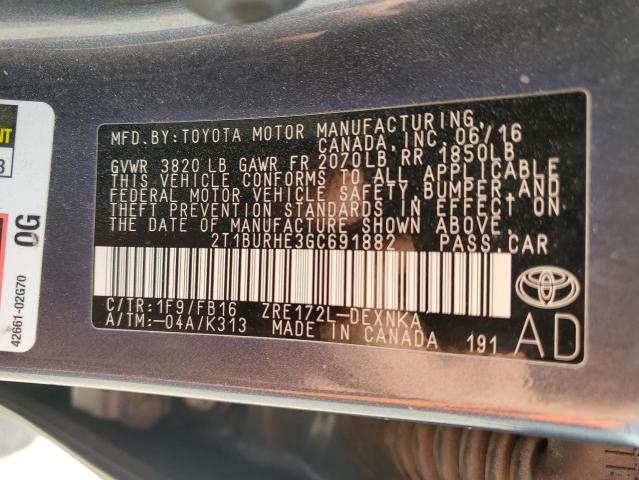 MFD.BY:TOYOTA MOTOR MANUFACTURING,
CANADA, INC. 06/16
GVWR 3820 LB GAWR FR 2070LB RR 1850LB
THIS VEHICLE CONFORMS TO ALL APPLICABLE
FEDERAL MOTOR VEHICLE SAFETY, BUMPER, AND
THEFT PREVENTION STANDARDS IN EFFECT ON
THE DATE OF MANUFACTURE SHOWN ABOVE.
2T1BURHE3GC691882 PASS.CAR
C/TR:1F9/FB16 ZRE172L-DEXNKA
A/TM:-04A/K313 MADE IN CANADA 191
AD
OG
42661-02G70